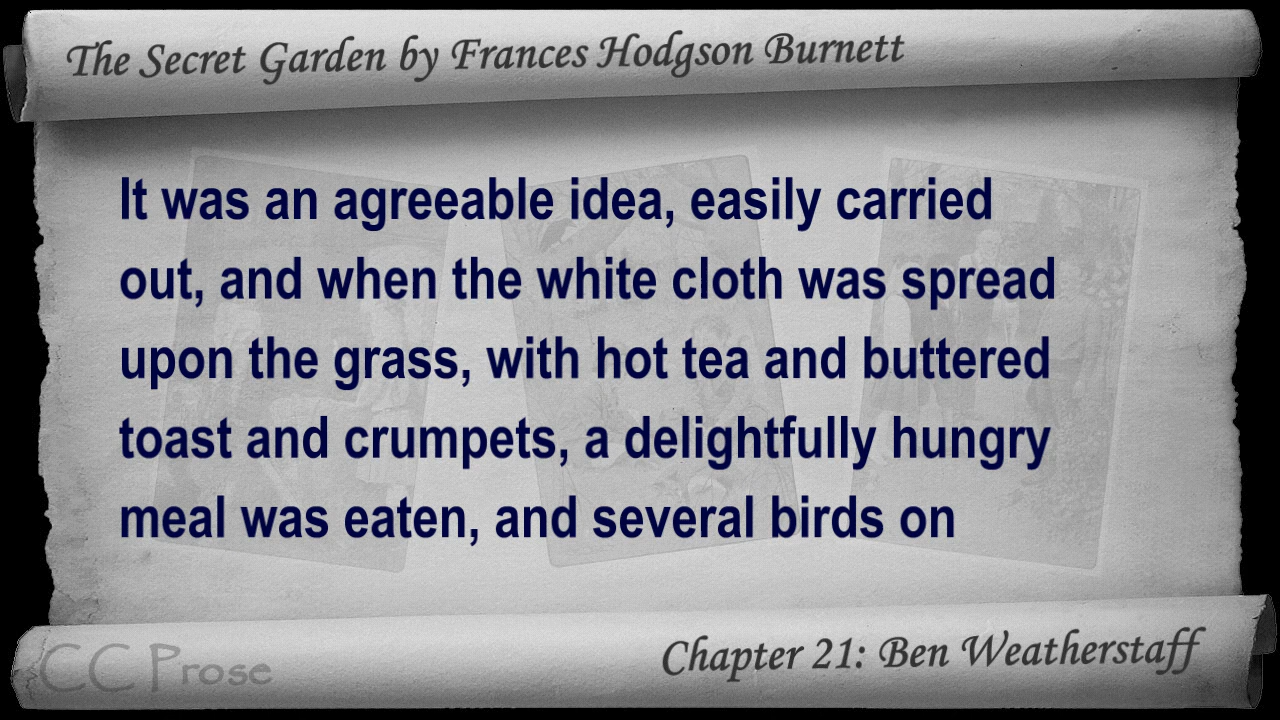 The Secret Garden by Frances Hodgson Burnett
It was an agreeable idea, easily carried
out, and when the white cloth was spread
upon the grass, with hot tea and buttered
toast and crumpets, a delightfully hungry
meal was eaten, and several birds on
CC Prose
Chapter 21: Ben Weatherstaff